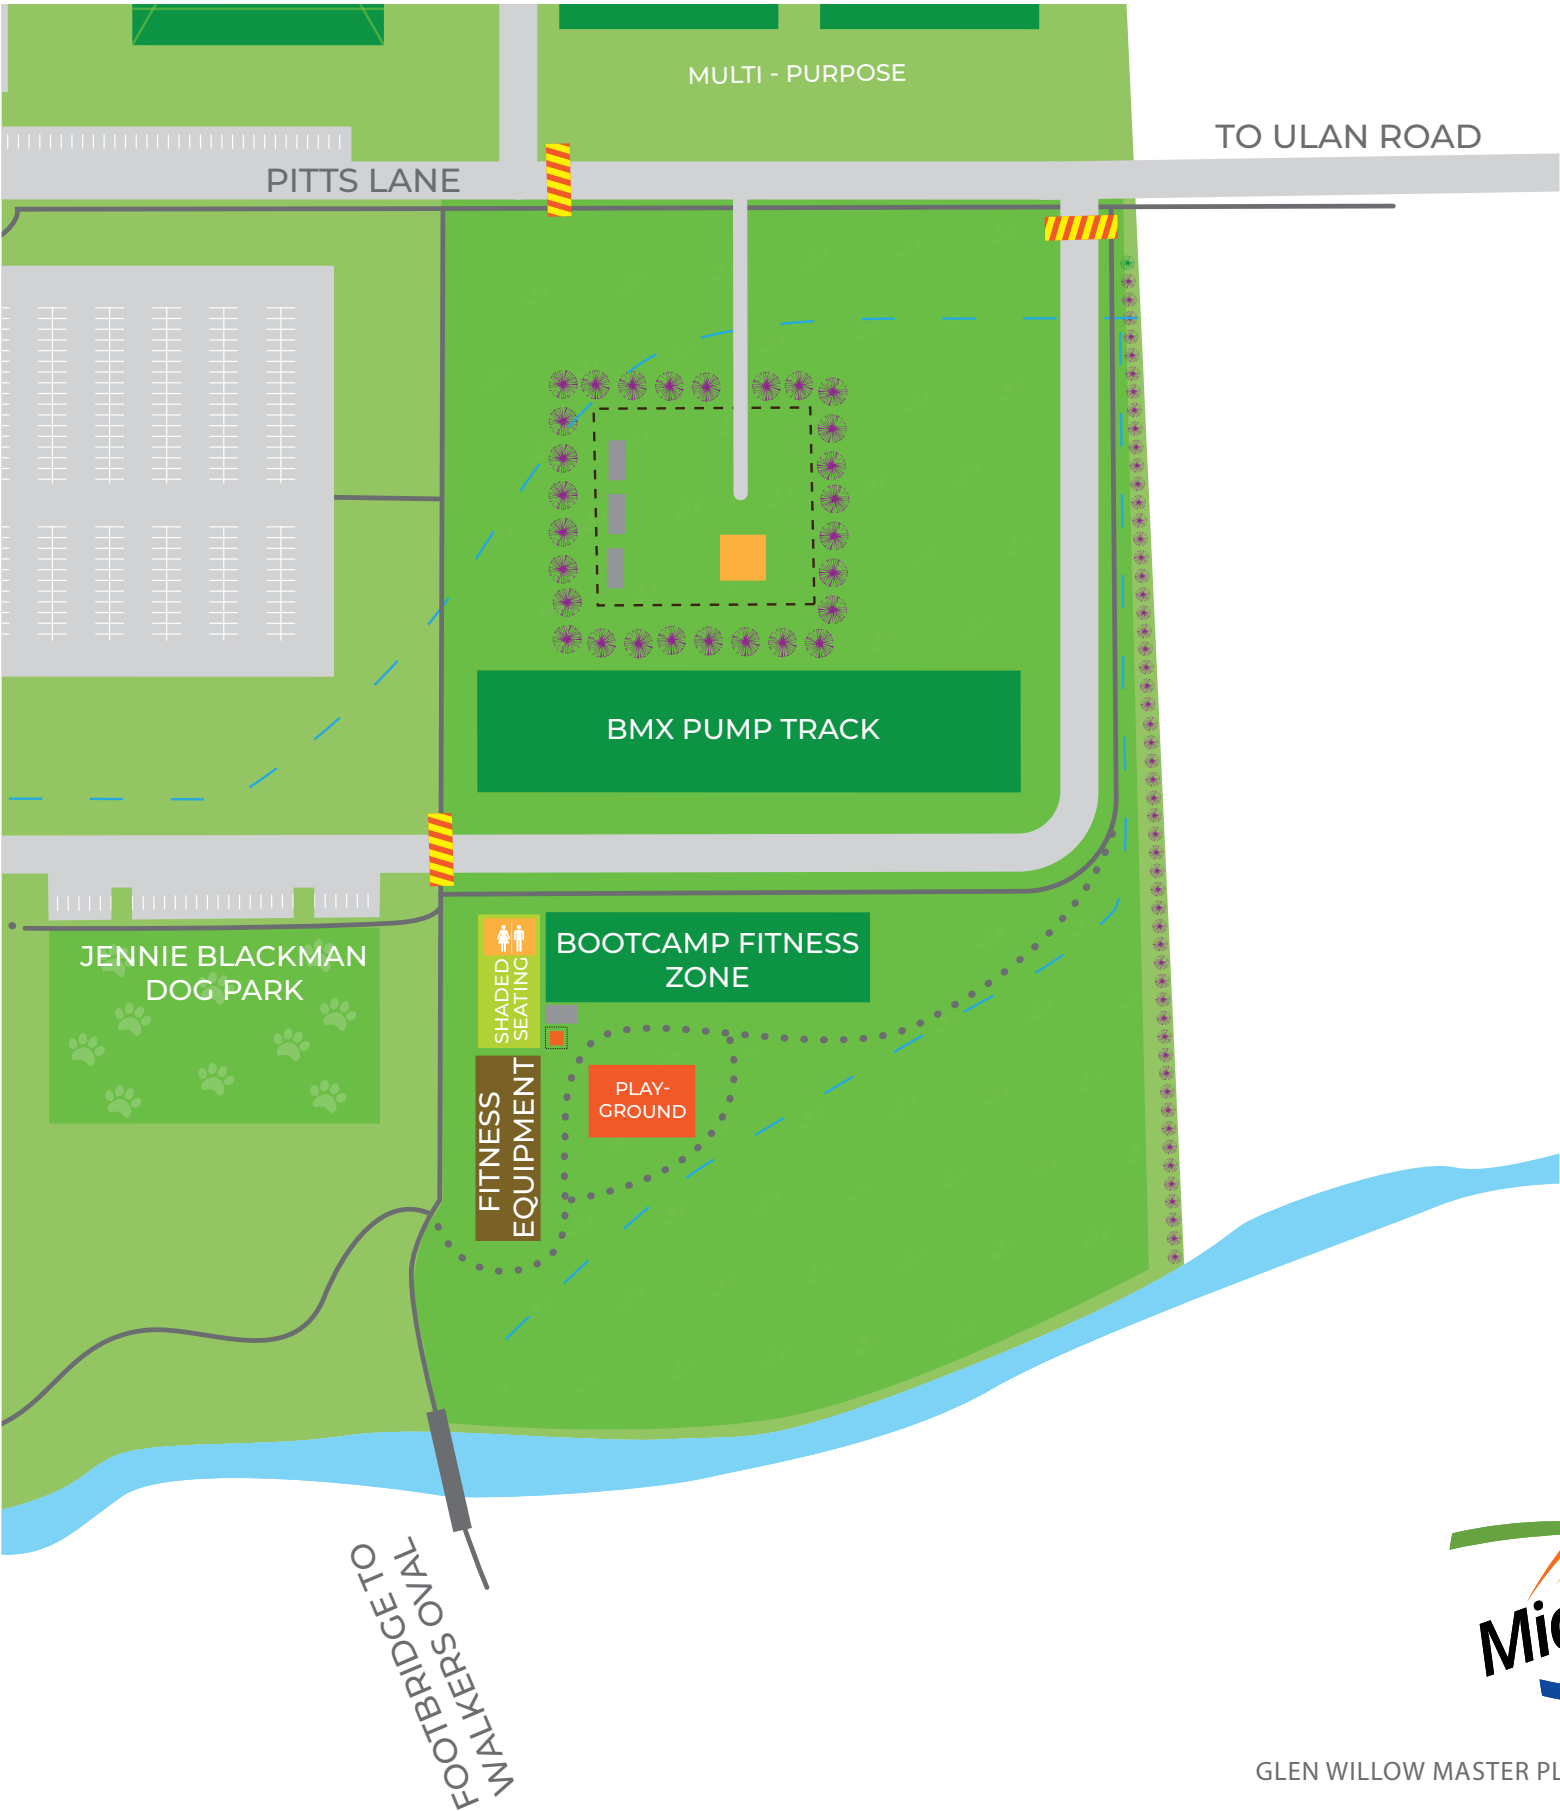 MULTI - PURPOSE
TO ULAN ROAD
PITTS LANE
BMX PUMP TRACK
JENNIE BLACKMAN
DOG PARK
SHADED
SEATING
BOOTCAMP FITNESS
ZONE
FITNESS
EQUIPMENT
PLAY-
GROUND
FOOTBRIDGE TO
WALKERS OVAL
GLEN WILLOW MASTER PL